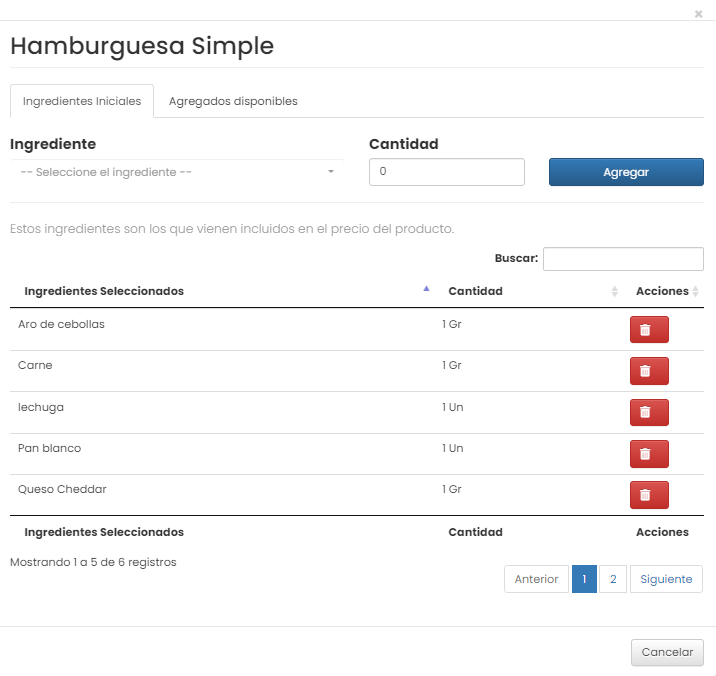 ×
Hamburguesa Simple
Ingredientes Iniciales Agregados disponibles
Ingrediente Cantidad
-- Seleccione el ingrediente -- 0 Agregar
Estos ingredientes son los que vienen incluidos en el precio del producto.
Buscar:
Ingredientes Seleccionados Cantidad Acciones
Aro de cebollas 1 Gr
Carne 1 Gr
lechuga 1 Un
Pan blanco 1 Un
Queso Cheddar 1 Gr
Ingredientes Seleccionados Cantidad Acciones
Mostrando 1 a 5 de 6 registros
Anterior 1 2 Siguiente
Cancelar